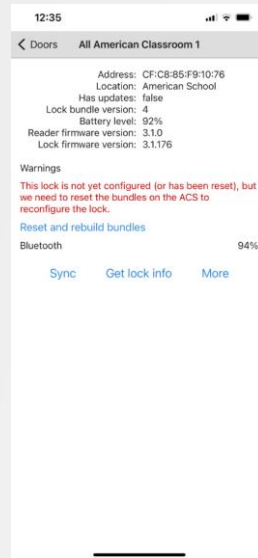 12:35
Doors All American Classroom 1
Address: CF:C8:85:F9:10:76
Location: American School
Has updates: false
Lock bundle version: 4
Battery level: 92%
Reader firmware version: 3.1.0
Lock firmware version: 3.1.176
Warnings
This lock is not yet configured (or has been reset), but
we need to reset the bundles on the ACS to
reconfigure the lock.
Reset and rebuild bundles
Bluetooth 94%
Sync Get lock info More